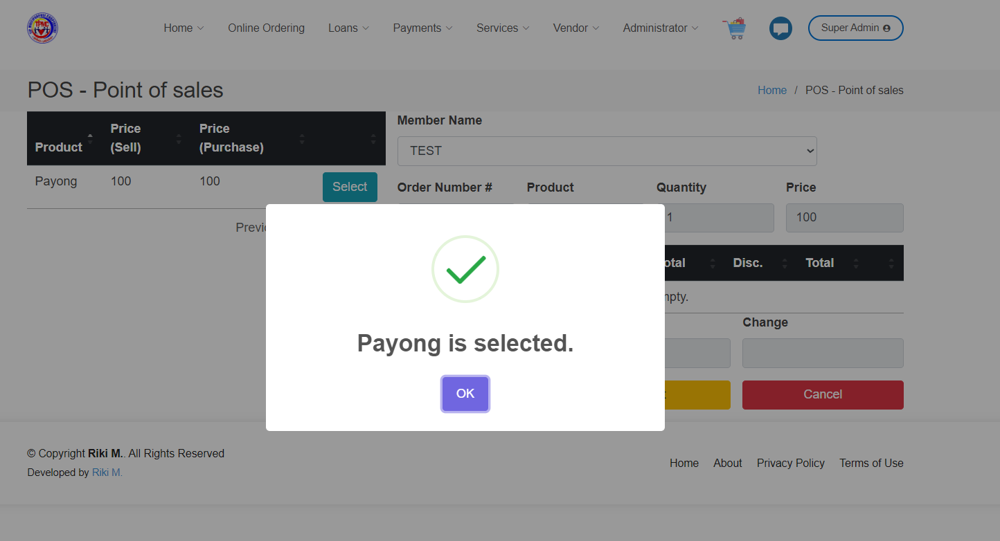 Home Online Ordering Loans Payments Services Vendor Administrator Super Admin
POS - Point of sales
Home / POS - Point of sales
Product Price (Sell) Price (Purchase)
Payong 100 100 Select
Member Name
TEST
Order Number # Product Quantity Price
1 100
Disc. Total
Change
Cancel
Payong is selected.
OK
© Copyright Riki M.. All Rights Reserved
Developed by Riki M.
Home About Privacy Policy Terms of Use